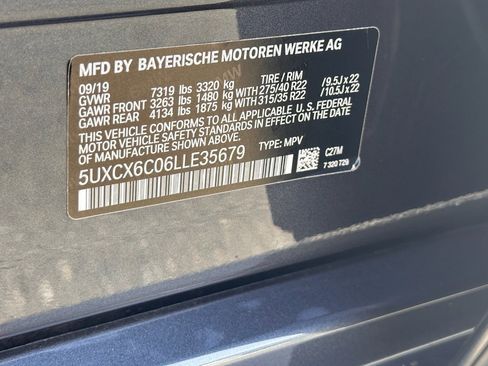 MFD BY BAYERISCHE MOTOREN WERKE AG
09/19 TIRE / RIM
GVWR 7319 lbs 3320 kg
GAWR FRONT 3263 lbs 1480 kg WITH 275/40 R22 / 9.5J x 22
GAWR REAR 4134 lbs 1875 kg WITH 315/35 R22 / 10.5J x 22
THIS VEHICLE CONFORMS TO ALL APPLICABLE U.S. FEDERAL
MOTOR VEHICLE SAFETY STANDARDS IN EFFECT ON THE DATE
OF MANUFACTURE SHOWN ABOVE.
5UXCX6C06LLE35679 TYPE: MPV
C27M
7 320 729